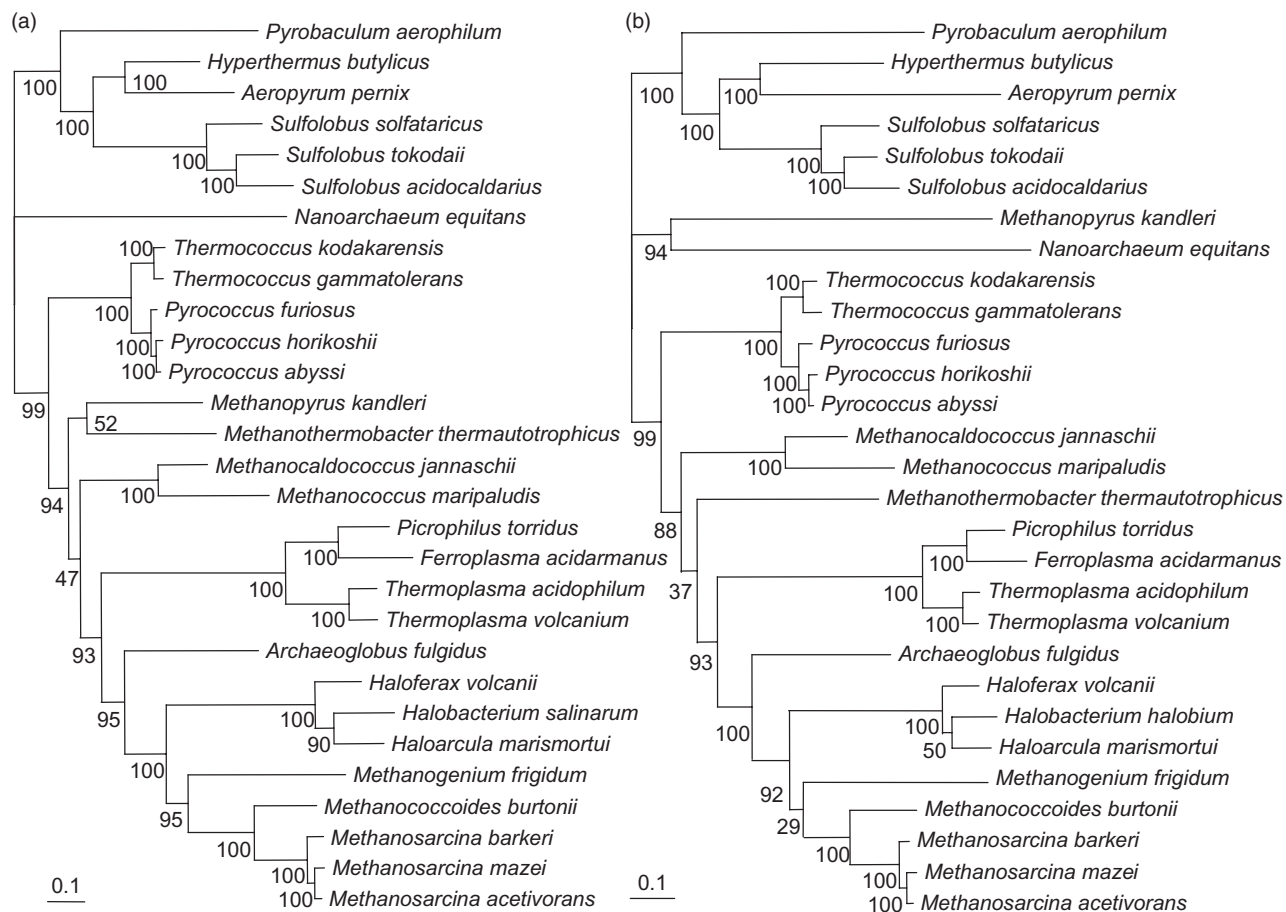 (a)
Pyrobaculum aerophilum
Hyperthermus butylicus
100
100
Aeropyrum pernix
100
Sulfolobus solfataricus
100
Sulfolobus tokodaii
100
Sulfolobus acidocaldarius
Nanoarchaeum equitans
100
Thermococcus kodakarensis
Thermococcus gammatolerans
100
Pyrococcus furiosus
100
Pyrococcus horikoshii
100
Pyrococcus abyssi
99
Methanopyrus kandleri
52
Methanothermobacter thermautotrophicus
Methanocaldococcus jannaschii
100
Methanococcus maripaludis
94
Picrophilus torridus
100
Ferroplasma acidarmanus
47
100
Thermoplasma acidophilum
100
Thermoplasma volcanium
93
Archaeoglobus fulgidus
Haloferax volcanii
95
100
Halobacterium salinarum
90
Haloarcula marismortui
100
Methanogenium frigidum
95
Methanococcoides burtonii
100
Methanosarcina barkeri
100
Methanosarcina mazei
100
Methanosarcina acetivorans
0.1
(b)
Pyrobaculum aerophilum
Hyperthermus butylicus
100
100
Aeropyrum pernix
100
Sulfolobus solfataricus
100
Sulfolobus tokodaii
100
Sulfolobus acidocaldarius
Methanopyrus kandleri
94
Nanoarchaeum equitans
100
Thermococcus kodakarensis
Thermococcus gammatolerans
100
Pyrococcus furiosus
100
Pyrococcus horikoshii
100
Pyrococcus abyssi
99
Methanocaldococcus jannaschii
100
Methanococcus maripaludis
Methanothermobacter thermautotrophicus
88
Picrophilus torridus
100
Ferroplasma acidarmanus
37
100
Thermoplasma acidophilum
100
Thermoplasma volcanium
93
Archaeoglobus fulgidus
Haloferax volcanii
100
100
Halobacterium halobium
50
Haloarcula marismortui
92
Methanogenium frigidum
29
Methanococcoides burtonii
100
Methanosarcina barkeri
100
Methanosarcina mazei
100
Methanosarcina acetivorans
0.1